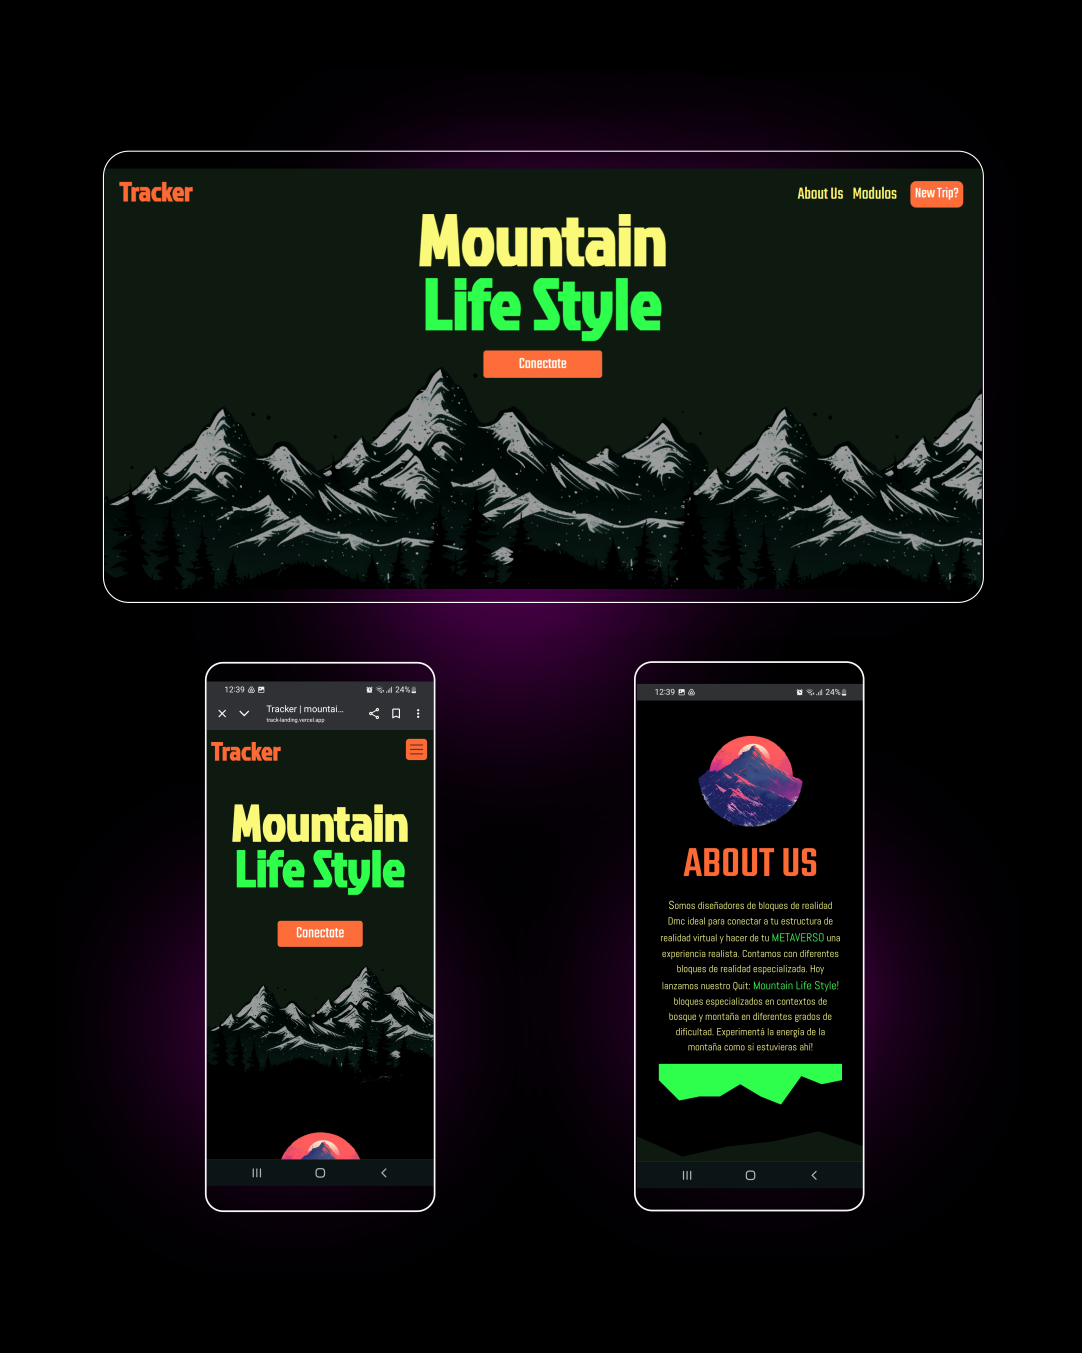 Tracker
About Us Modulos New Trip?
Mountain
Life Style
Conectate
12:39 24%
Tracker | mountai...
track-landing.vercel.app
Tracker
Mountain
Life Style
Conectate
12:39 24%
ABOUT US
Somos diseñadores de bloques de realidad
Dmc ideal para conectar a tu estructura de
realidad virtual y hacer de tu METAVERSO una
experiencia realista. Contamos con diferentes
bloques de realidad especializada. Hoy
lanzamos nuestro Quit: Mountain Life Style!
bloques especializados en contextos de
bosque y montaña en diferentes grados de
dificultad. Experimentá la energía de la
montaña como si estuvieras ahí!